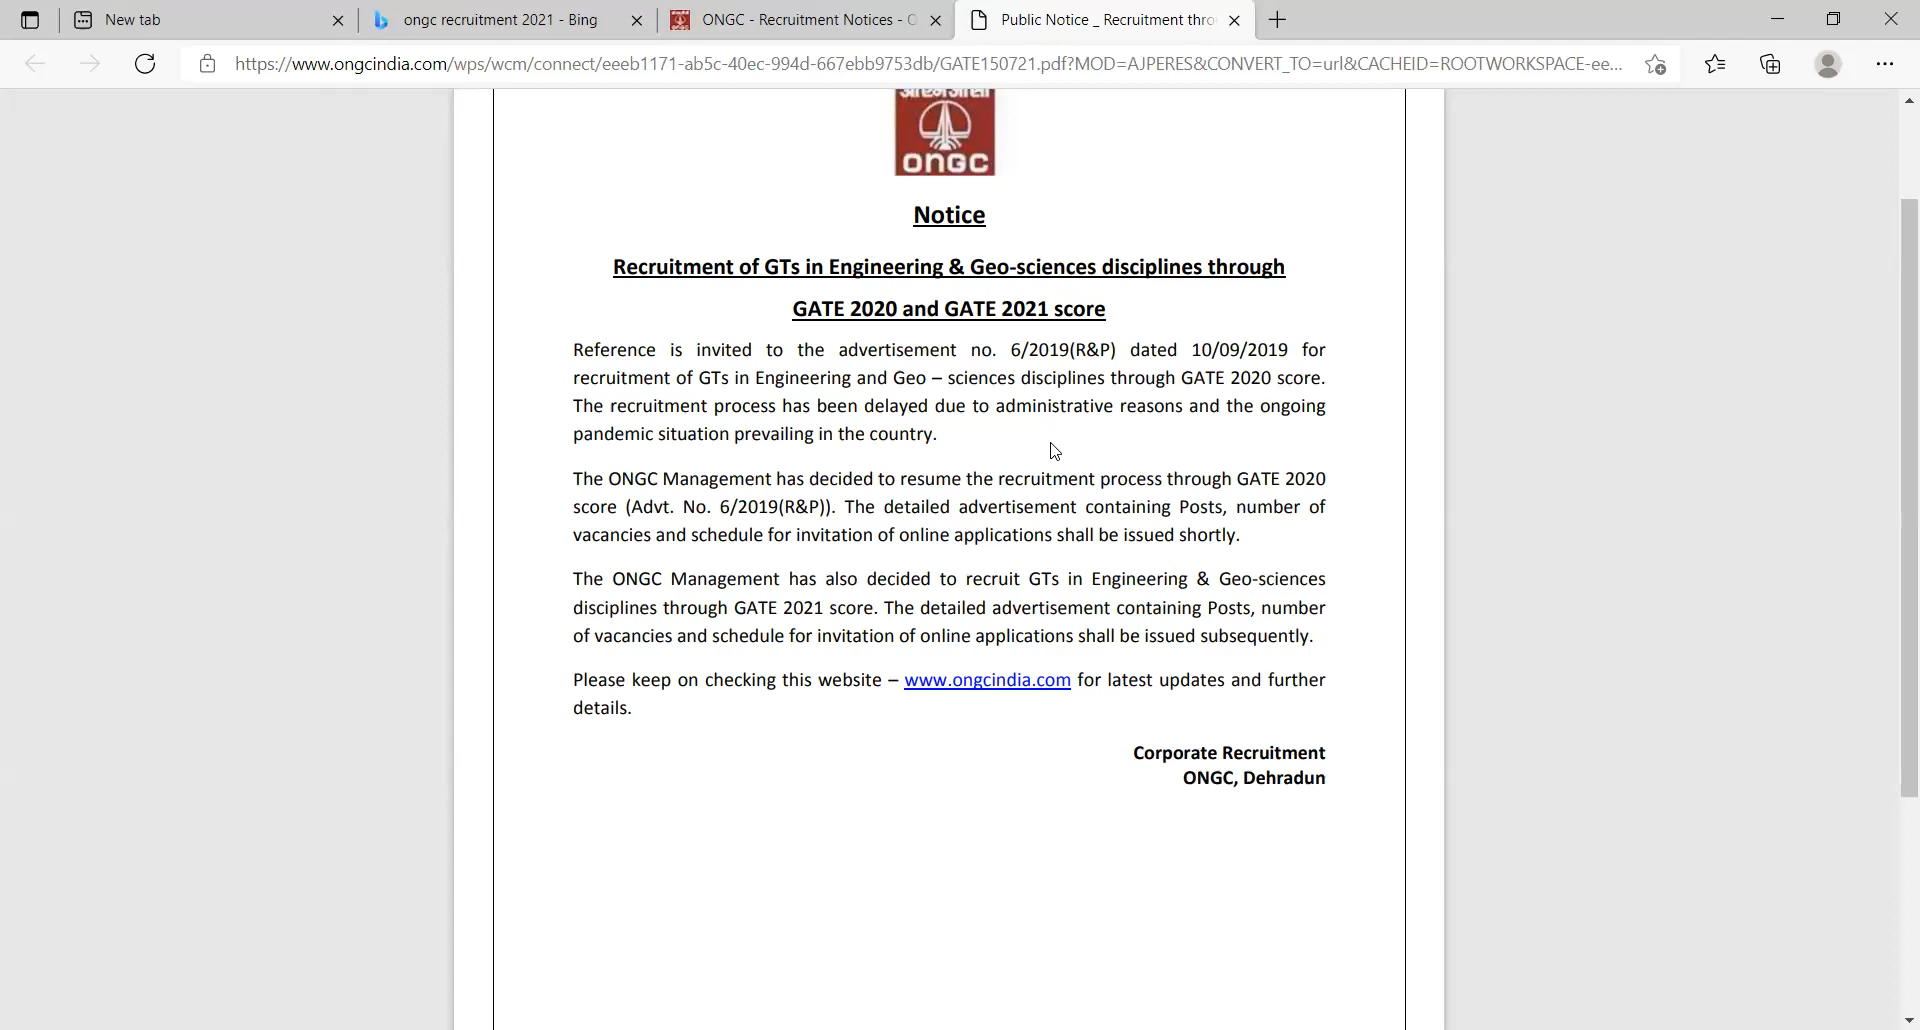 New tab
ongc recruitment 2021 - Bing
ONGC - Recruitment Notices -
Public Notice _ Recruitment thro
https://www.ongcindia.com/wps/wcm/connect/eeeb1171-ab5c-40ec-994d-667ebb9753db/GATE150721.pdf?MOD=AJPERES&CONVERT_TO=url&CACHEID=ROOTWORKSPACE-ee...
ONGC
Notice
Recruitment of GTs in Engineering & Geo-sciences disciplines through
GATE 2020 and GATE 2021 score
Reference is invited to the advertisement no. 6/2019(R&P) dated 10/09/2019 for
recruitment of GTs in Engineering and Geo – sciences disciplines through GATE 2020 score.
The recruitment process has been delayed due to administrative reasons and the ongoing
pandemic situation prevailing in the country.
The ONGC Management has decided to resume the recruitment process through GATE 2020
score (Advt. No. 6/2019(R&P)). The detailed advertisement containing Posts, number of
vacancies and schedule for invitation of online applications shall be issued shortly.
The ONGC Management has also decided to recruit GTs in Engineering & Geo-sciences
disciplines through GATE 2021 score. The detailed advertisement containing Posts, number
of vacancies and schedule for invitation of online applications shall be issued subsequently.
Please keep on checking this website – www.ongcindia.com for latest updates and further
details.
Corporate Recruitment
ONGC, Dehradun